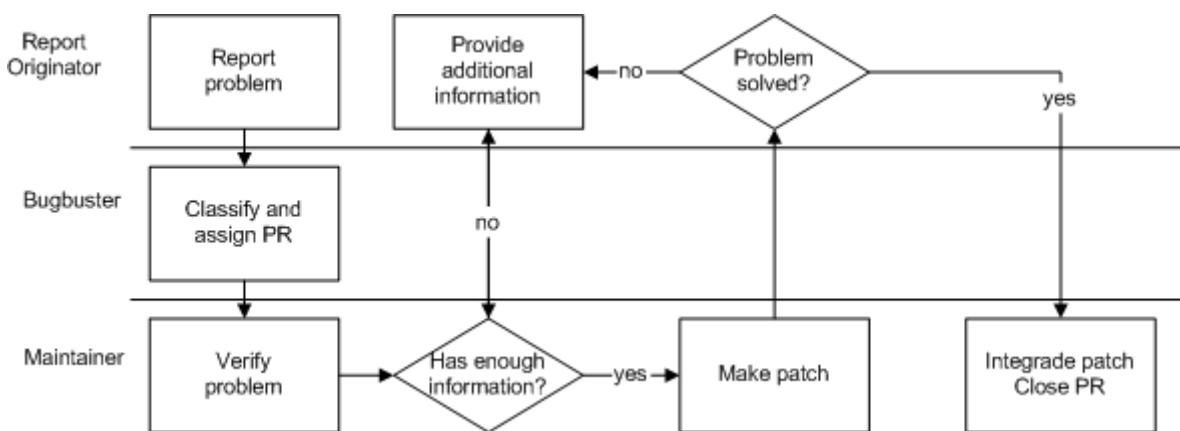 Report
Originator
Report
problem
Provide
additional
information
no
Problem
solved?
yes
Bugbuster
Classify and
assign PR
no
Maintainer
Verify
problem
Has enough
information?
yes
Make patch
Integrade patch
Close PR